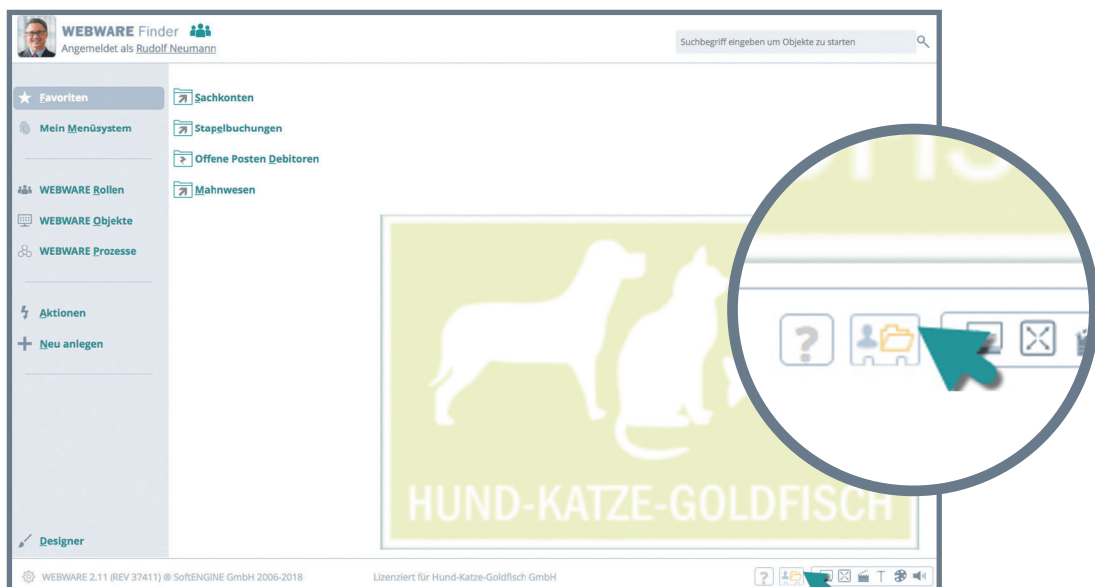 WEBWARE Finder
Angemeldet als Rudolf Neumann
Suchbegriff eingeben um Objekte zu starten
Favoriten
Mein Menüsystem
WEBWARE Rollen
WEBWARE Objekte
WEBWARE Prozesse
Aktionen
Neu anlegen
Designer
Sachkonten
Stapelbuchungen
Offene Posten Debitoren
Mahnwesen
HUND-KATZE-GOLDFISCH
?
WEBWARE 2.11 (REV 37411) ® SoftENGINE GmbH 2006-2018
Lizenziert für Hund-Katze-Goldfisch GmbH
?
T